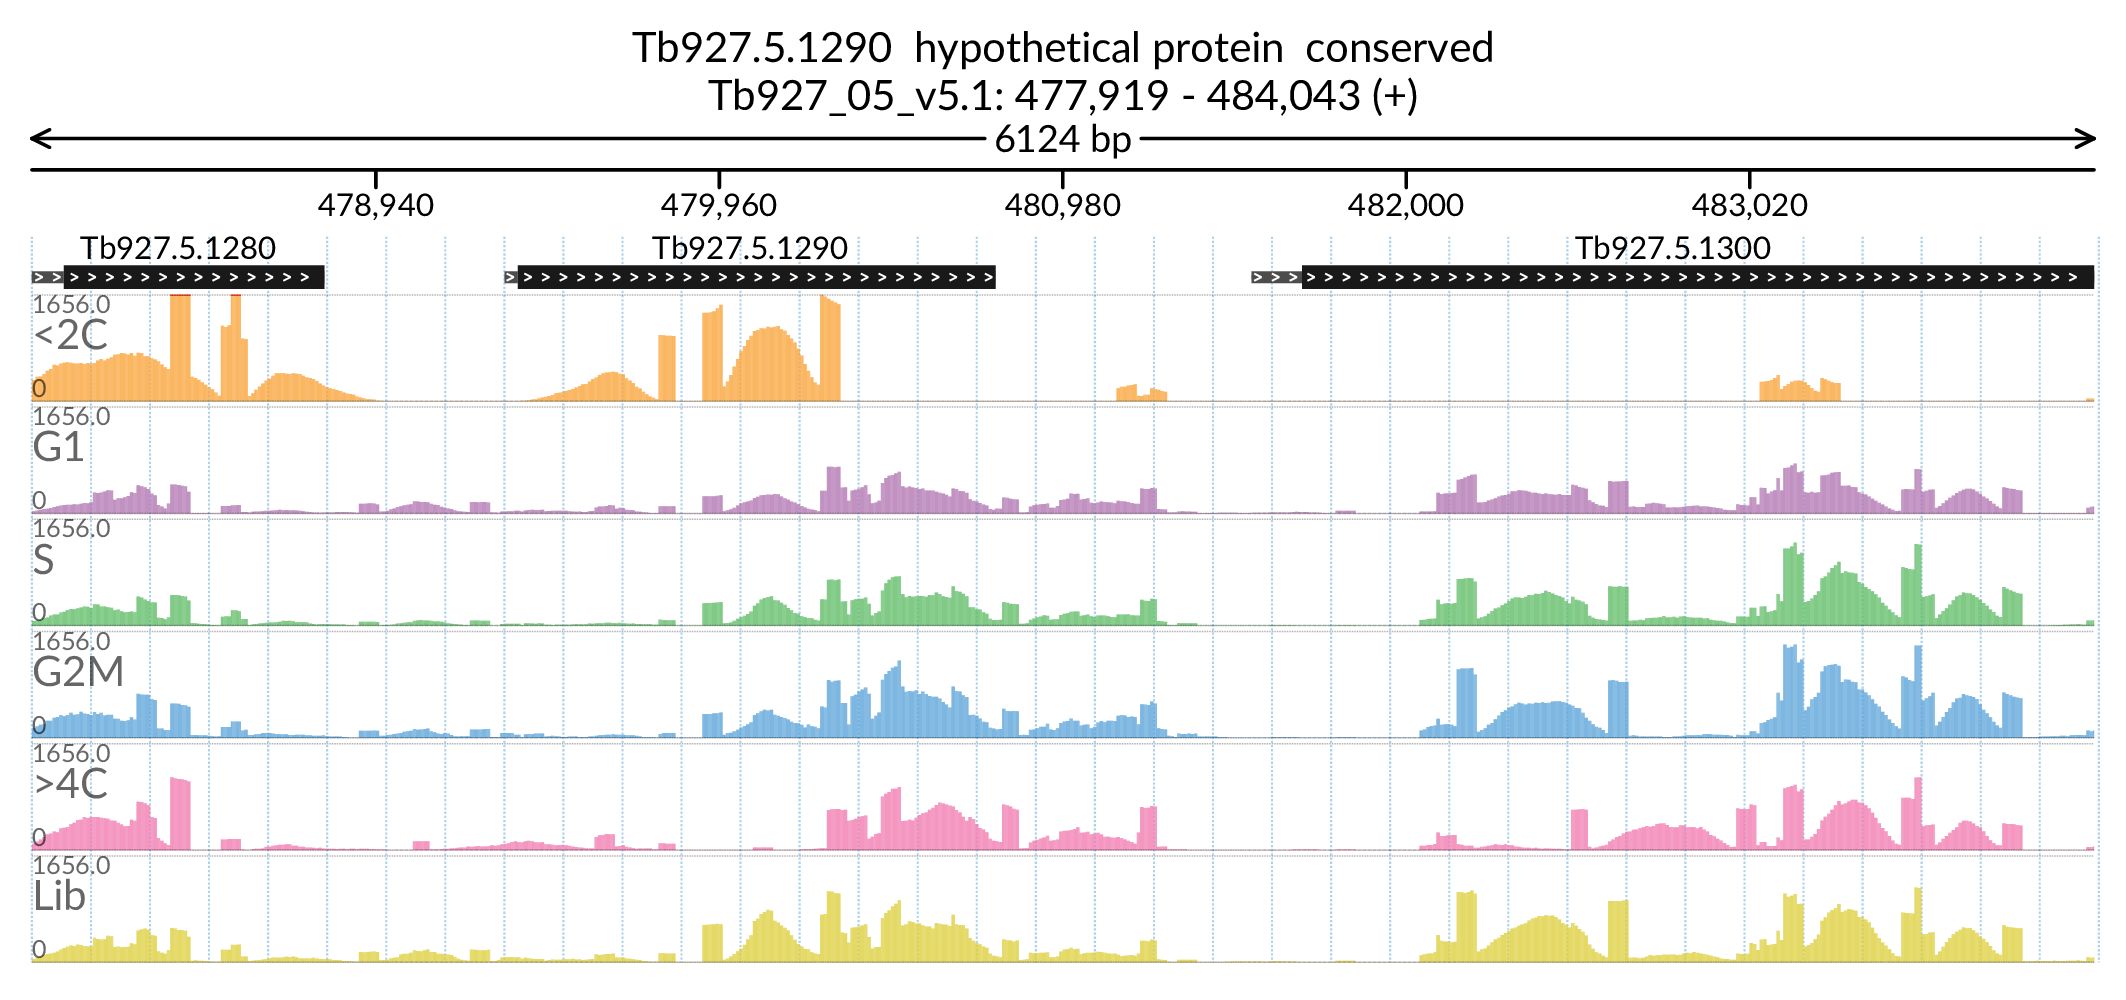 Tb927.5.1290  hypothetical protein  conserved
Tb927_05_v5.1: 477,919 - 484,043 (+)
6124 bp
478,940 479,960 480,980 482,000 483,020
Tb927.5.1280 Tb927.5.1290 Tb927.5.1300
1656.0
<2C
0
1656.0
G1
0
1656.0
S
0
1656.0
G2M
0
1656.0
>4C
0
1656.0
Lib
0